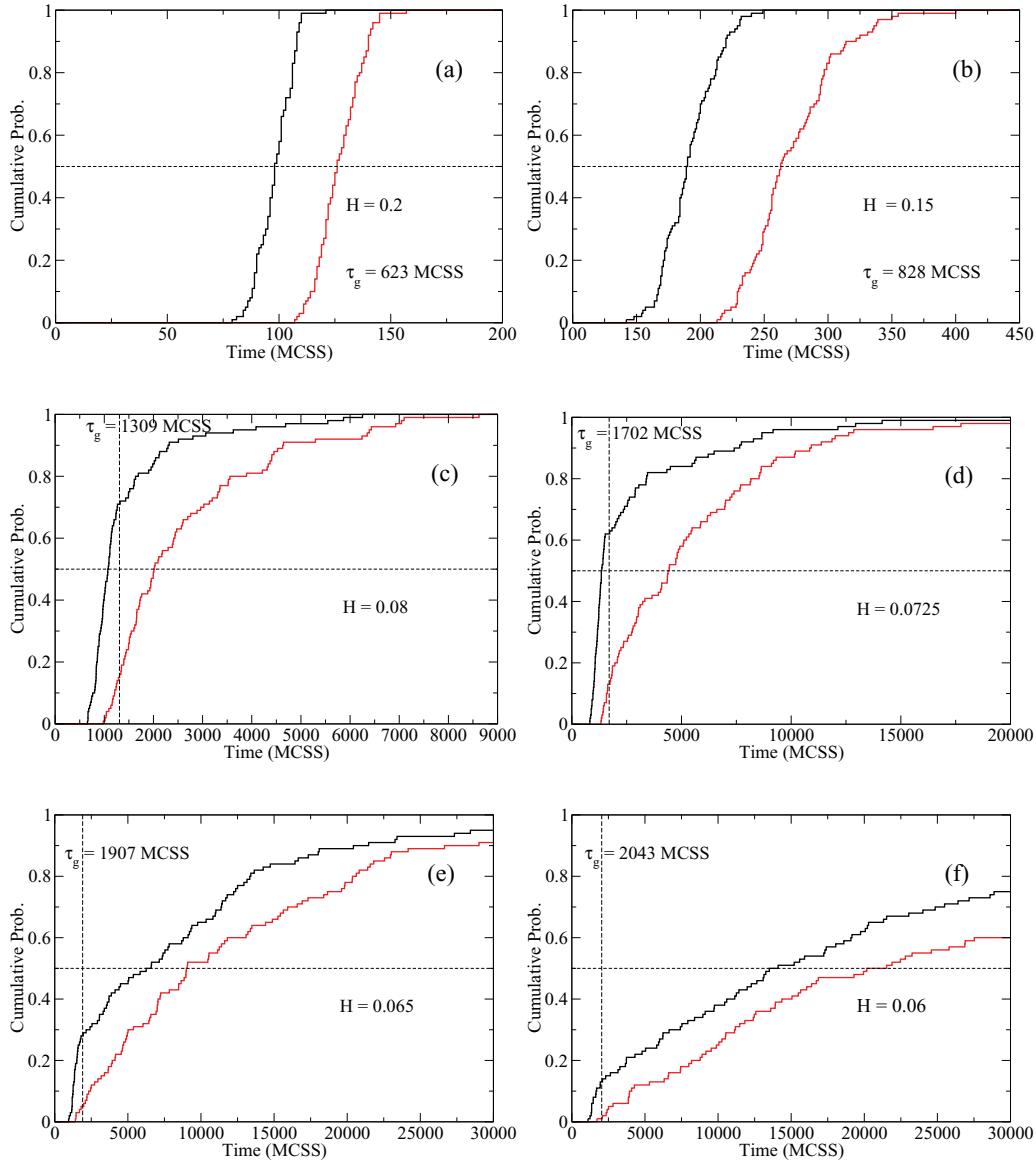 1
0.8
0.6
0.4
0.2
0
Cumulative Prob.
(a)
H = 0.2
τg = 623 MCSS
0 50 100 150 200
Time (MCSS)
1
0.8
0.6
0.4
0.2
0
Cumulative Prob.
(b)
H = 0.15
τg = 828 MCSS
100 150 200 250 300 350 400 450
Time (MCSS)
1
0.8
0.6
0.4
0.2
0
Cumulative Prob.
τg = 1309 MCSS
(c)
H = 0.08
0 1000 2000 3000 4000 5000 6000 7000 8000 9000
Time (MCSS)
1
0.8
0.6
0.4
0.2
0
Cumulative Prob.
τg = 1702 MCSS
(d)
H = 0.0725
0 5000 10000 15000 20000
Time (MCSS)
1
0.8
0.6
0.4
0.2
0
Cumulative Prob.
τg = 1907 MCSS
(e)
H = 0.065
0 5000 10000 15000 20000 25000 30000
Time (MCSS)
1
0.8
0.6
0.4
0.2
0
Cumulative Prob.
τg = 2043 MCSS
(f)
H = 0.06
0 5000 10000 15000 20000 25000 30000
Time (MCSS)